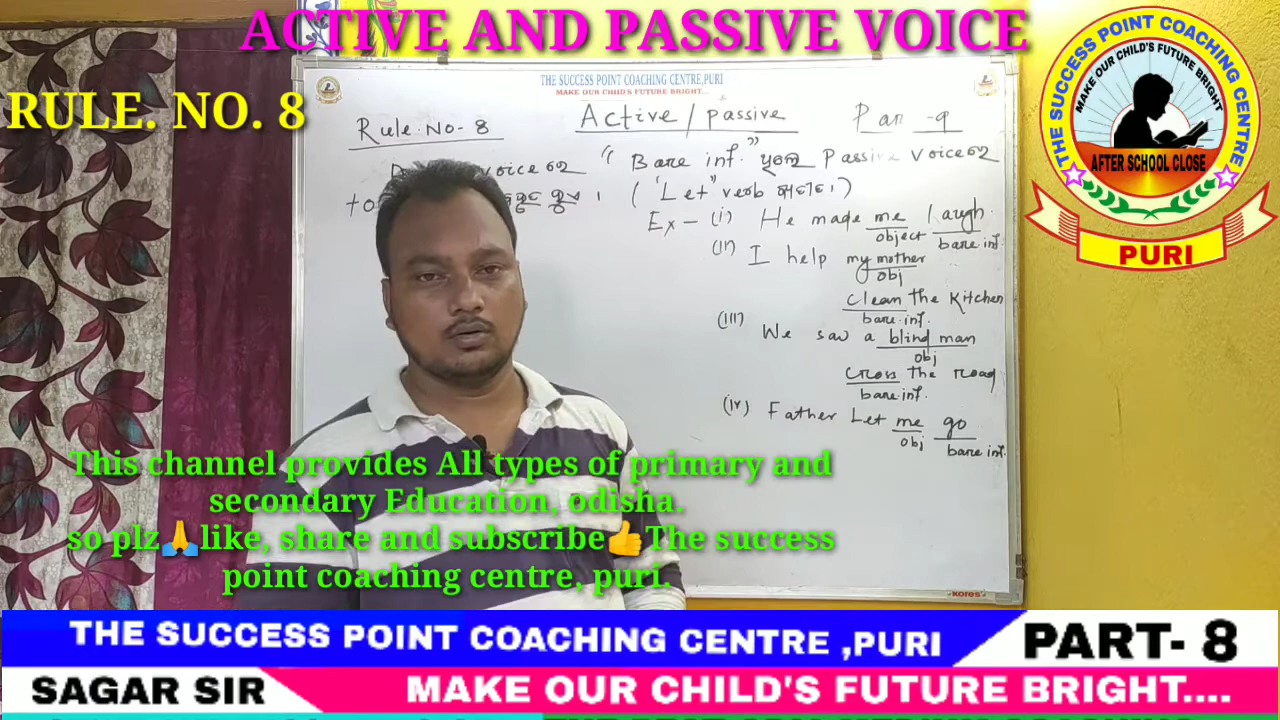 ACTIVE AND PASSIVE VOICE
RULE. NO. 8
THE SUCCESS POINT COACHING CENTRE,PURI
MAKE OUR CHILD'S FUTURE BRIGHT...
Rule.No-8
Active/passive
voice ରେ "Bare inf." ଥିଲେ Passive voice ରେ
to
("Let" verb ଛଡା।)
Ex - (i) He made me laugh.
object bare inf.
(ii) I help my mother
obj
clean the kitchen
bare inf.
(iii) We saw a blind man
obj
cross the road
bare inf.
(iv) Father Let me go
obj bare inf.
kores
THE SUCCESS POINT COACHING CENTRE,
MAKE OUR CHILD'S FUTURE BRIGHT
AFTER SCHOOL CLOSE
PURI
This channel provides All types of primary and
secondary Education, odisha.
so plz🙏like, share and subscribe👍The success
point coaching centre, puri.
THE SUCCESS POINT COACHING CENTRE ,PURI
PART- 8
SAGAR SIR
MAKE OUR CHILD'S FUTURE BRIGHT....